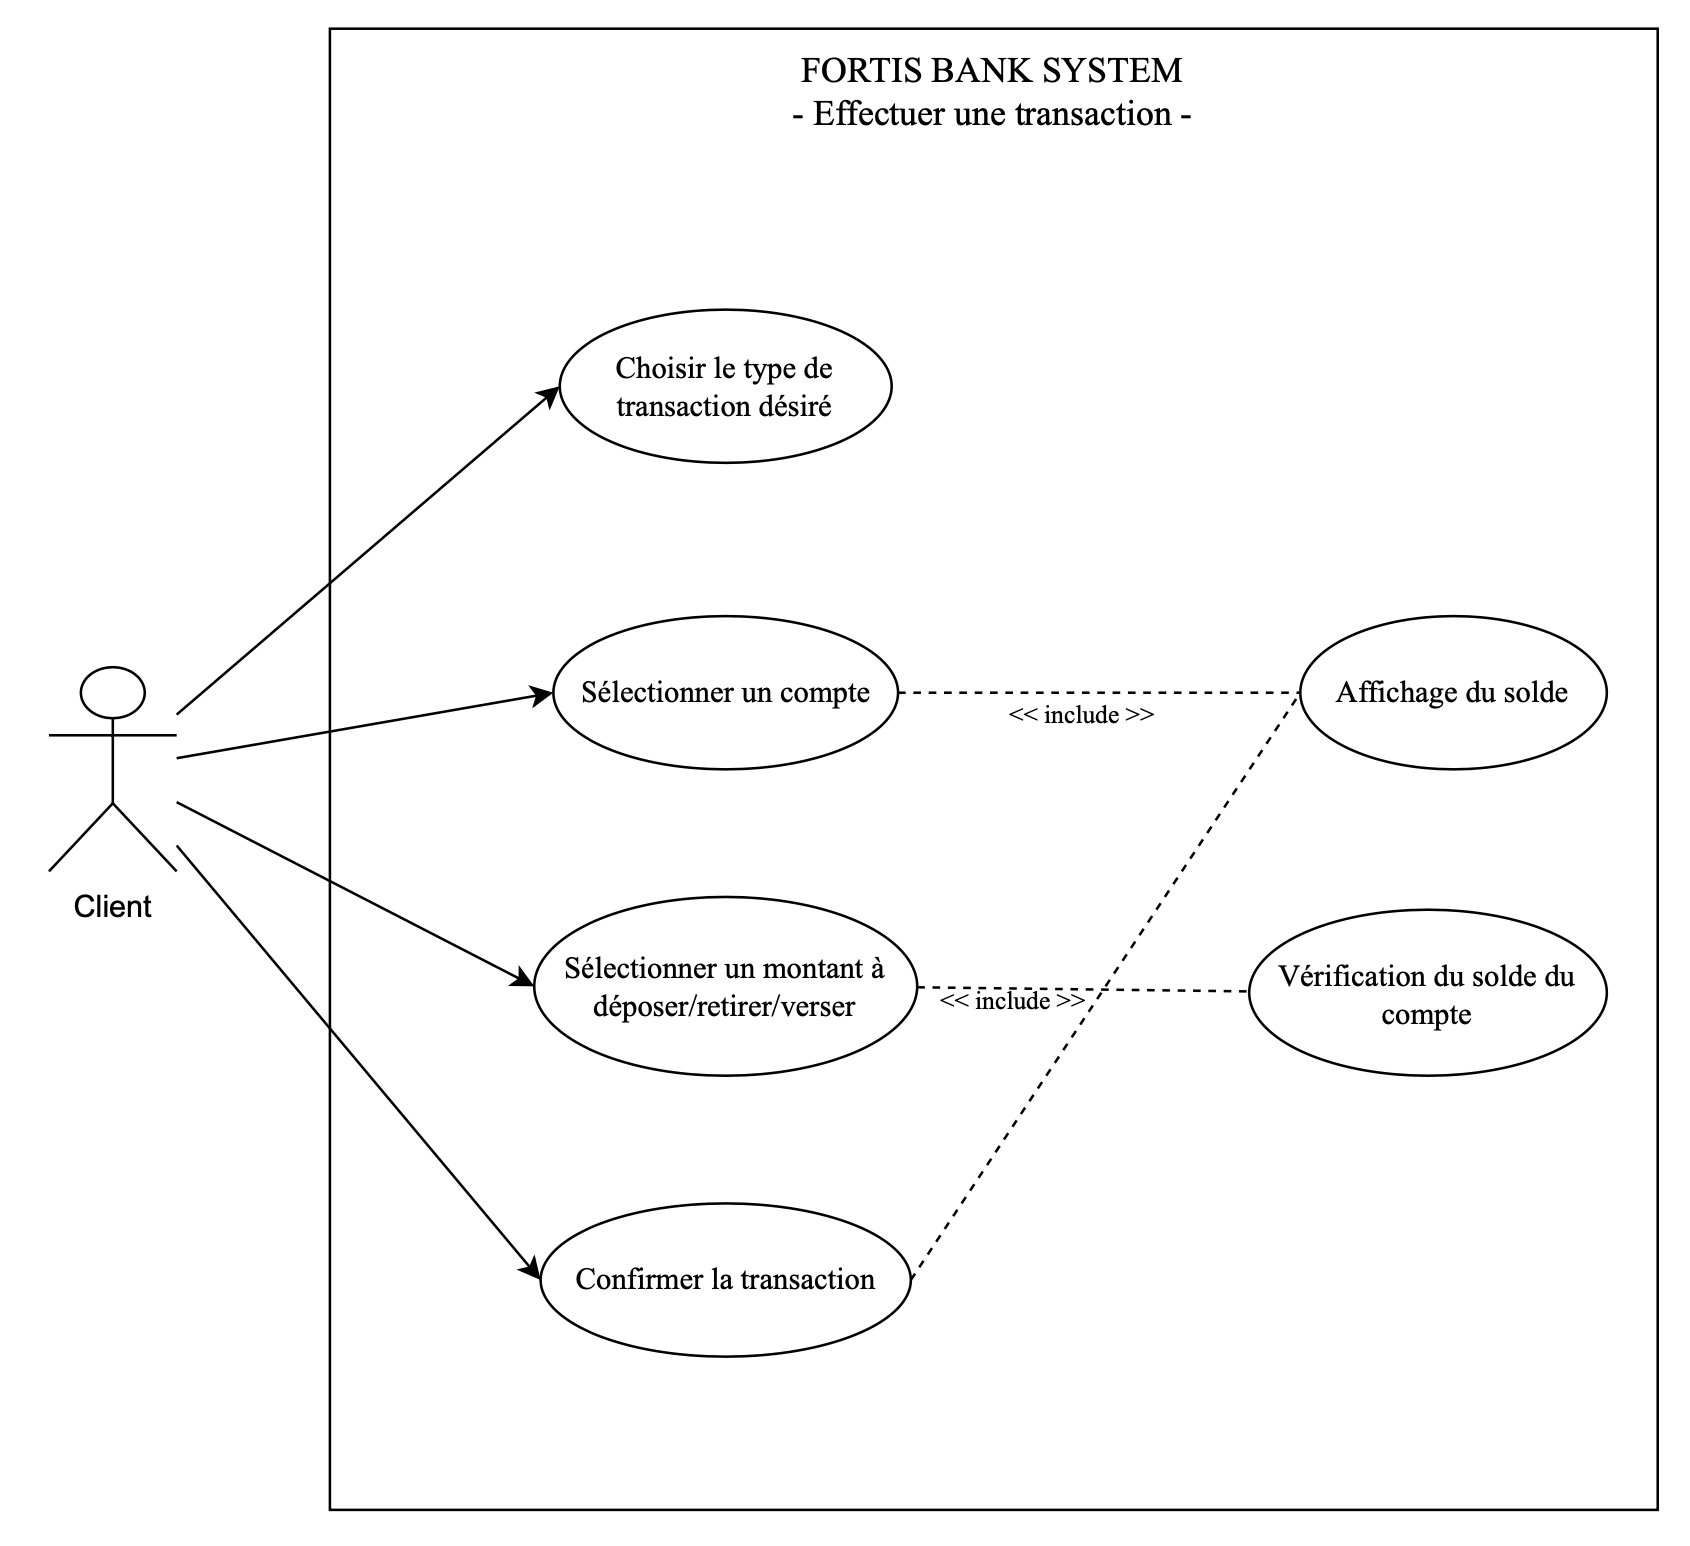 FORTIS BANK SYSTEM
- Effectuer une transaction -
Choisir le type de
transaction désiré
Sélectionner un compte
<< include >>
Affichage du solde
Client
Sélectionner un montant à
déposer/retirer/verser
<< include >>
Vérification du solde du
compte
Confirmer la transaction